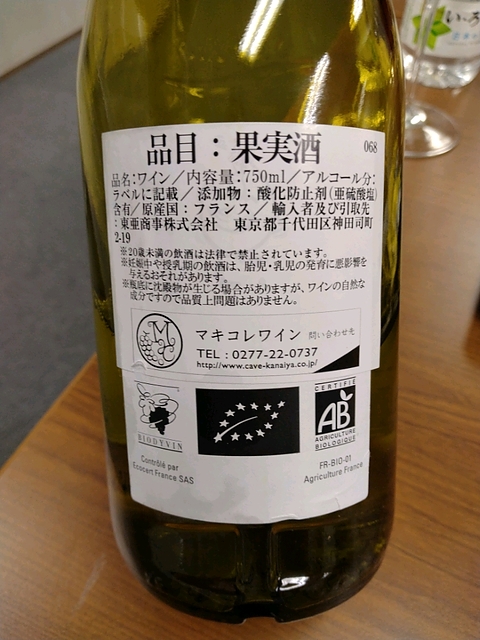 品目：果実酒
068
品名：ワイン／内容量：750ml／アルコール分：
ラベルに記載／添加物：酸化防止剤（亜硫酸塩）
含有／原産国：フランス／輸入者及び引取先
：東亜商事株式会社　東京都千代田区神田司町
2-19
※20歳未満の飲酒は法律で禁止されています。
※妊娠中や授乳期の飲酒は、胎児・乳児の発育に悪影響を
与えるおそれがあります。
※瓶底に沈殿物が生じる場合がありますが、ワインの自然な
成分ですので品質上問題はありません。
マキコレワイン 問い合わせ先
TEL：0277-22-0737
http://www.cave-kanaiya.co.jp/
BIODYVIN
CERTIFIÉ
AB
AGRICULTURE
BIOLOGIQUE
Contrôlé par
Ecocert France SAS
FR-BIO-01
Agriculture France
い・ろ